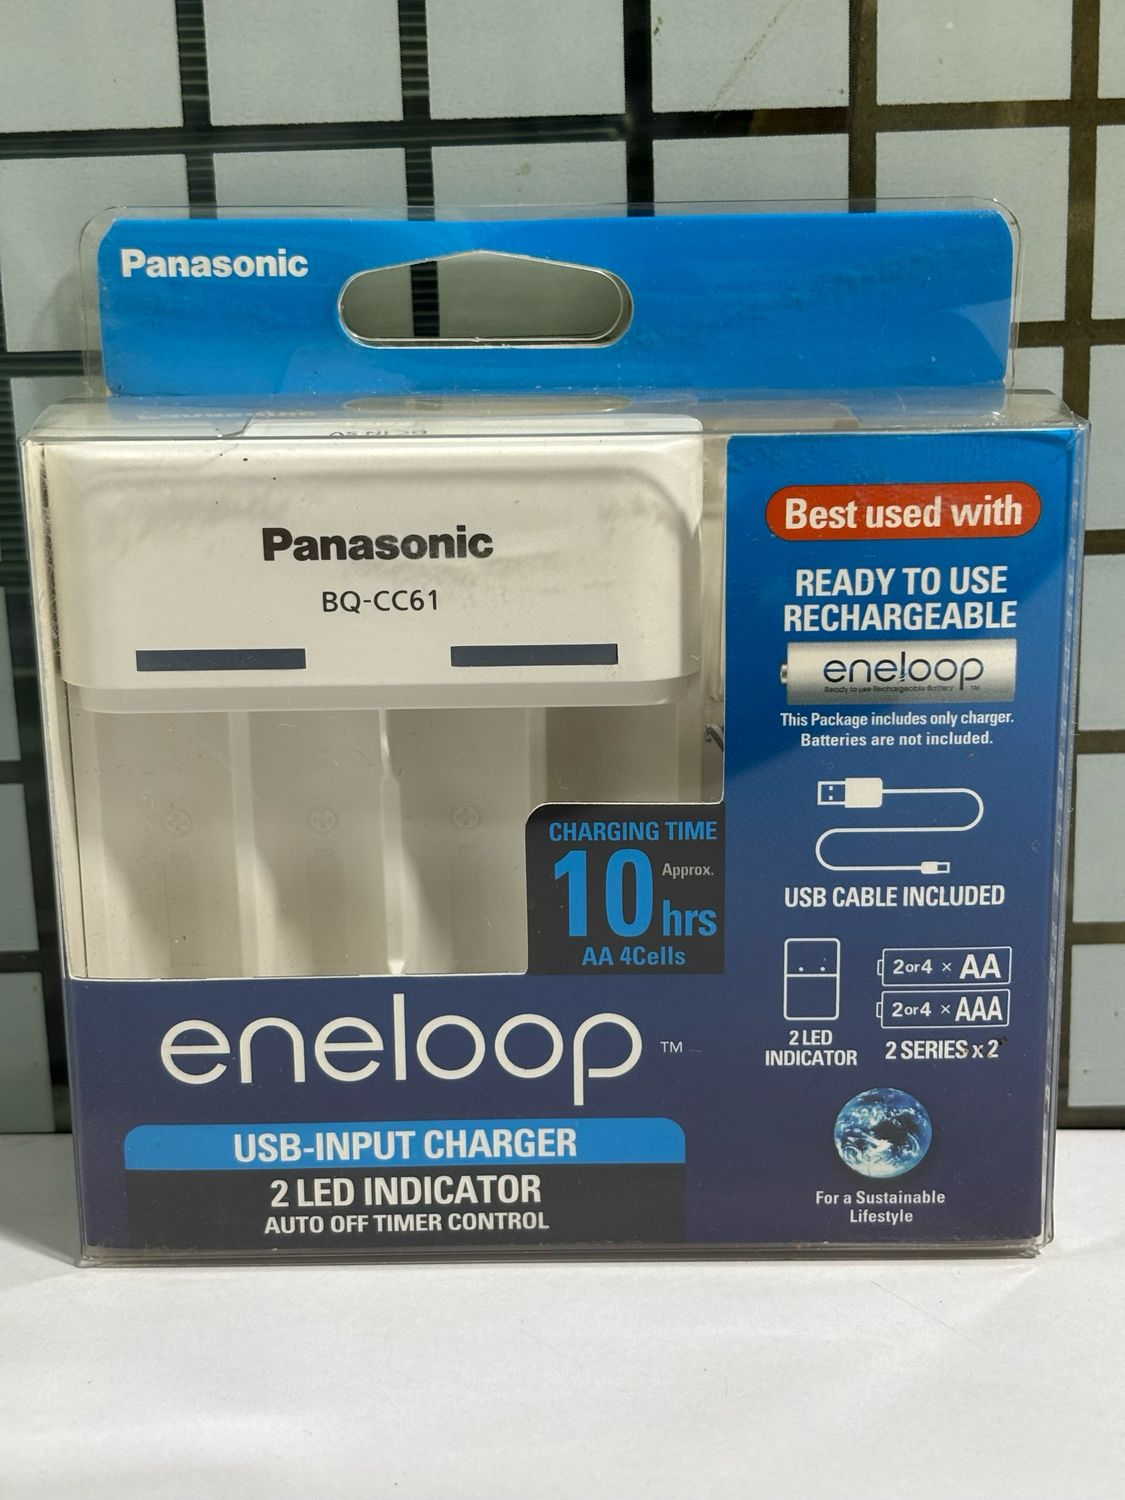 Panasonic
Panasonic
BQ-CC61
Best used with
READY TO USE
RECHARGEABLE
eneloop
Ready to use Rechargeable Battery ™
This Package includes only charger.
Batteries are not included.
CHARGING TIME
10 Approx.
hrs
AA 4Cells
USB CABLE INCLUDED
2or4 × AA
2or4 × AAA
2 LED
INDICATOR
2 SERIES x 2
eneloop™
USB-INPUT CHARGER
2 LED INDICATOR
AUTO OFF TIMER CONTROL
For a Sustainable
Lifestyle